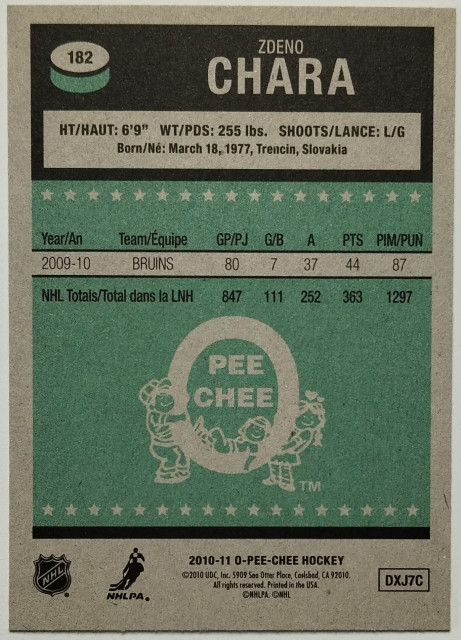 182
ZDENO
CHARA
HT/HAUT: 6'9" WT/PDS: 255 lbs. SHOOTS/LANCE: L/G
Born/Né: March 18, 1977, Trencin, Slovakia
Year/An Team/Équipe GP/PJ G/B A PTS PIM/PUN
2009-10 BRUINS 80 7 37 44 87
NHL Totals/Total dans la LNH 847 111 252 363 1297
O
PEE
CHEE
TM
NHL
NHLPA.
2010-11 O-PEE-CHEE HOCKEY
©2010 UDC, Inc. 5909 Sea Otter Place, Carlsbad, CA 92010.
All rights reserved. Printed in the USA.
©NHLPA. ©NHL
DXJ7C